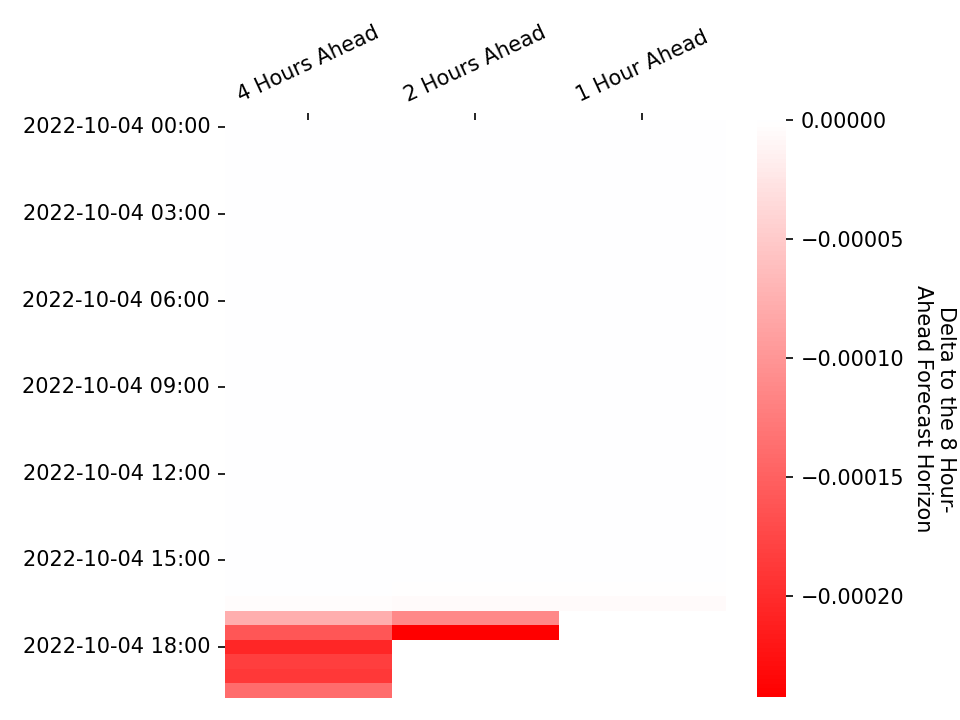 4 Hours Ahead
2 Hours Ahead
1 Hour Ahead
2022-10-04 00:00
2022-10-04 03:00
2022-10-04 06:00
2022-10-04 09:00
2022-10-04 12:00
2022-10-04 15:00
2022-10-04 18:00
0.00000
−0.00005
−0.00010
−0.00015
−0.00020
Delta to the 8 Hour-
Ahead Forecast Horizon